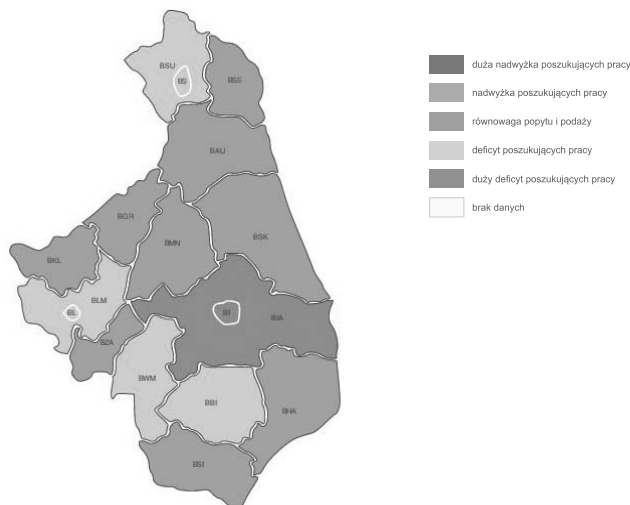 BSU
BS
BSE
BAU
BGR
BMN
BSK
BKL
BLM
BL
BI
BIA
BZA
BWM
BBI
BHA
BSI
duża nadwyżka poszukujących pracy
nadwyżka poszukujących pracy
równowaga popytu i podaży
deficyt poszukujących pracy
duży deficyt poszukujących pracy
brak danych